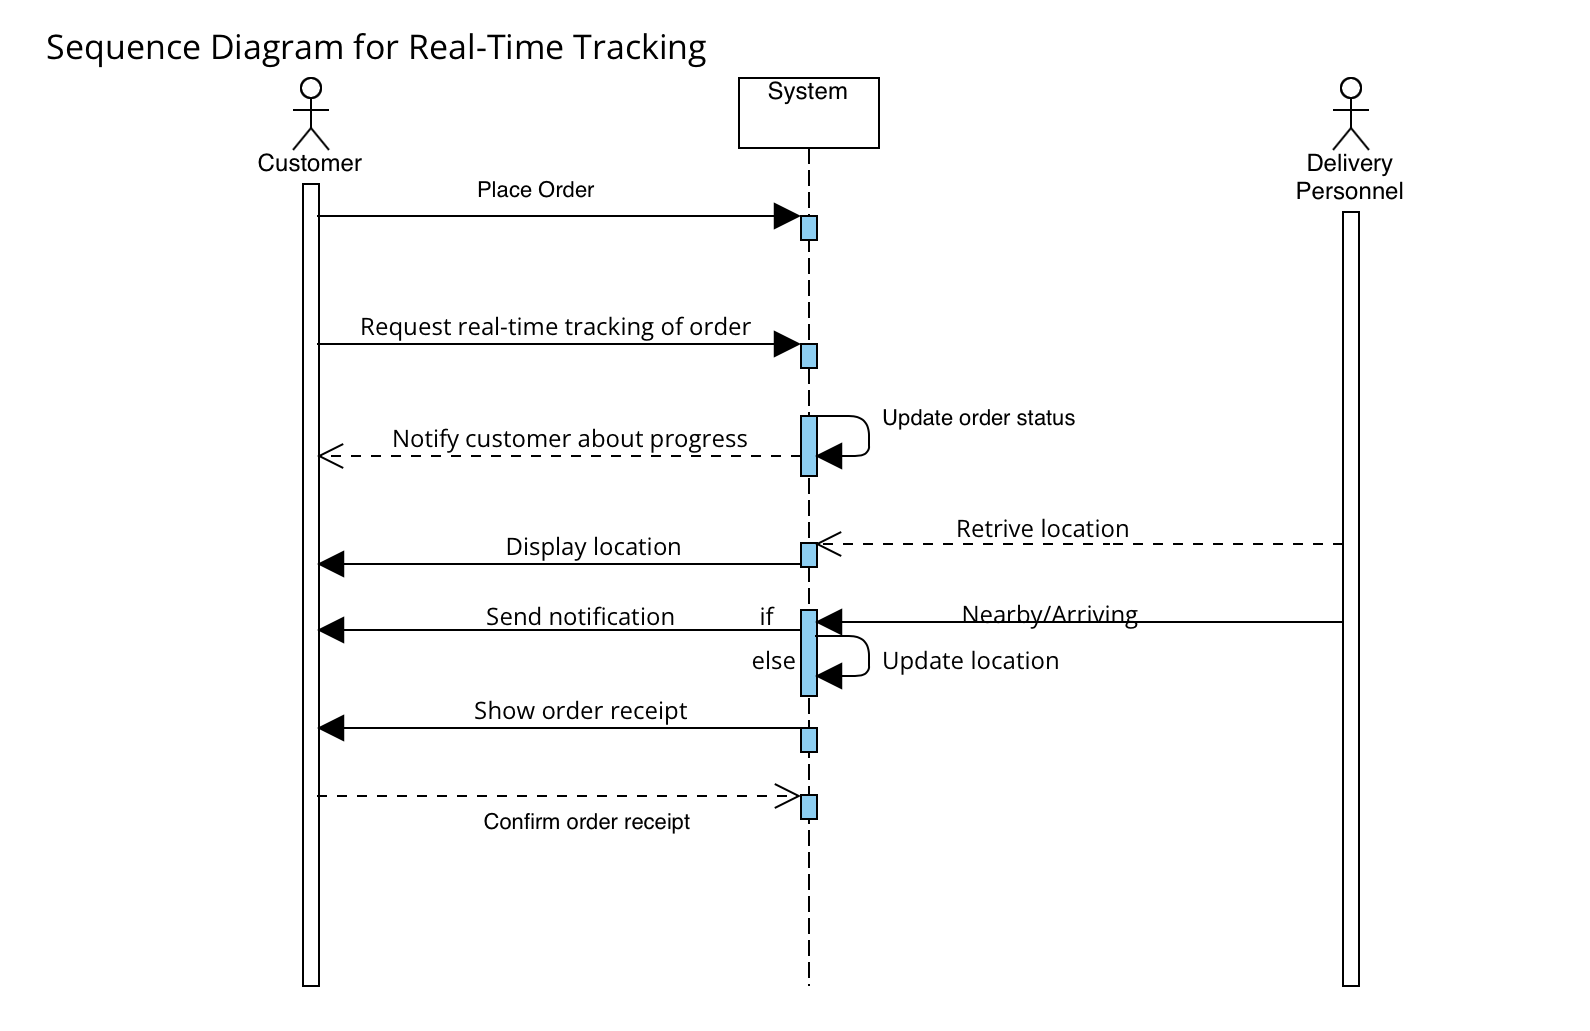 Sequence Diagram for Real-Time Tracking
System
Customer
Delivery
Personnel
Place Order
Request real-time tracking of order
Update order status
Notify customer about progress
Retrive location
Display location
Nearby/Arriving
Send notification
if
else
Update location
Show order receipt
Confirm order receipt